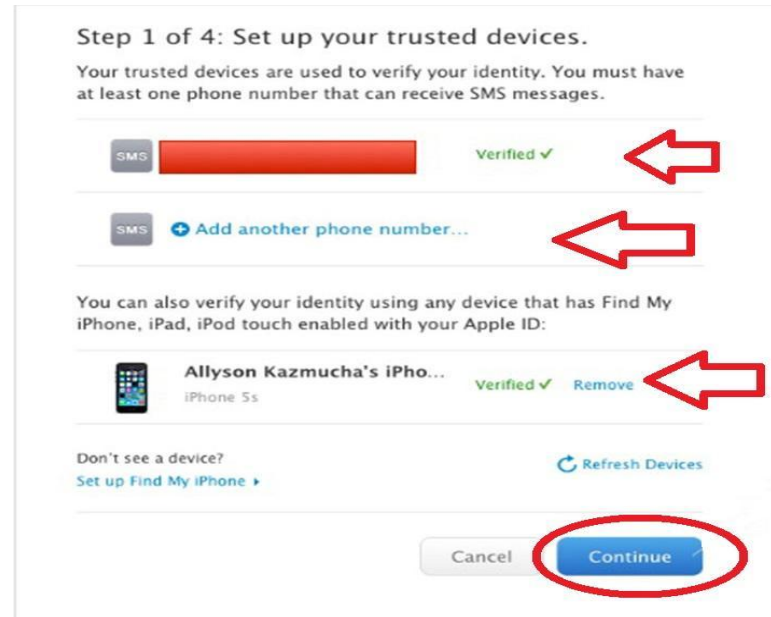 Step 1 of 4: Set up your trusted devices.
Your trusted devices are used to verify your identity. You must have
at least one phone number that can receive SMS messages.
SMS Verified ✓
SMS Add another phone number...
You can also verify your identity using any device that has Find My
iPhone, iPad, iPod touch enabled with your Apple ID:
Allyson Kazmucha's iPho...
iPhone 5s
Verified ✓ Remove
Don't see a device?
Refresh Devices
Set up Find My iPhone ▸
Cancel Continue